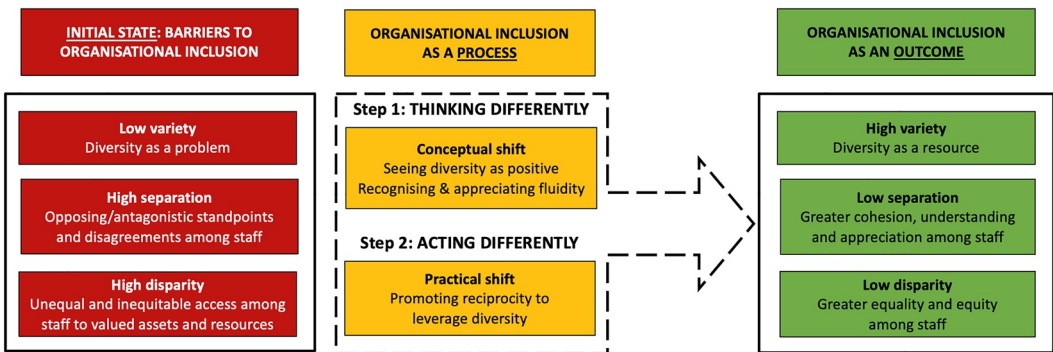 INITIAL STATE: BARRIERS TO
ORGANISATIONAL INCLUSION
Low variety
Diversity as a problem
High separation
Opposing/antagonistic standpoints
and disagreements among staff
High disparity
Unequal and inequitable access among
staff to valued assets and resources
ORGANISATIONAL INCLUSION
AS A PROCESS
Step 1: THINKING DIFFERENTLY
Conceptual shift
Seeing diversity as positive
Recognising & appreciating fluidity
Step 2: ACTING DIFFERENTLY
Practical shift
Promoting reciprocity to
leverage diversity
ORGANISATIONAL INCLUSION
AS AN OUTCOME
High variety
Diversity as a resource
Low separation
Greater cohesion, understanding
and appreciation among staff
Low disparity
Greater equality and equity
among staff